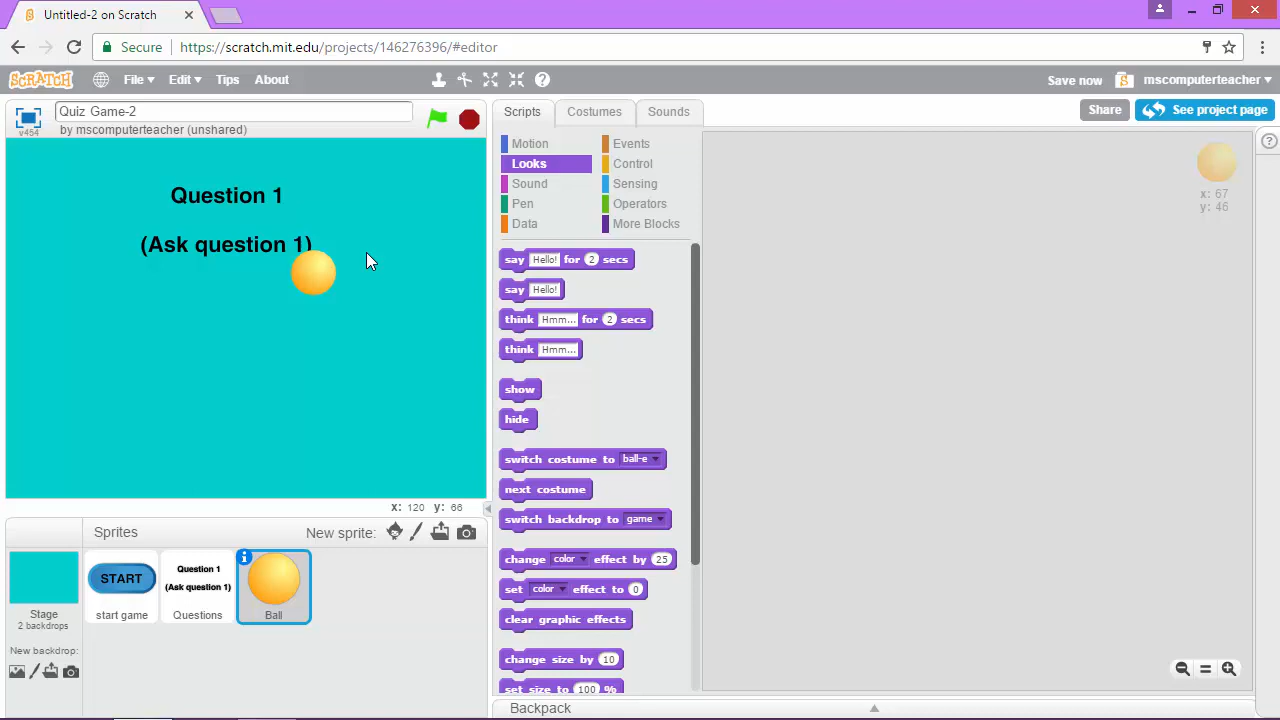 Untitled-2 on Scratch
Secure https://scratch.mit.edu/projects/146276396/#editor
SCRATCH File Edit Tips About Save now mscomputerteacher
v454 Quiz Game-2
by mscomputerteacher (unshared)
Scripts Costumes Sounds Share See project page
Question 1
(Ask question 1)
x: 120 y: 66
Motion Events
Looks Control
Sound Sensing
Pen Operators
Data More Blocks
say Hello! for 2 secs
say Hello!
think Hmm... for 2 secs
think Hmm...
show
hide
switch costume to ball-e
next costume
switch backdrop to game
change color effect by 25
set color effect to 0
clear graphic effects
change size by 10
set size to 100 %
x: 67
y: 46
Sprites New sprite:
Stage
2 backdrops
New backdrop:
START
start game
Question 1
(Ask question 1)
Questions
Ball
Backpack